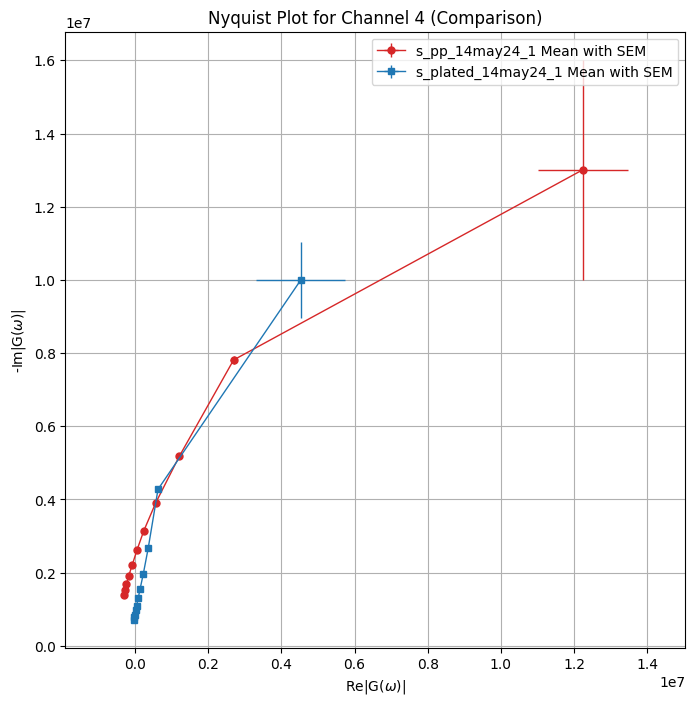 Nyquist Plot for Channel 4 (Comparison)
1e7
s_pp_14may24_1 Mean with SEM
s_plated_14may24_1 Mean with SEM
1.6
1.4
1.2
1.0
0.8
0.6
0.4
0.2
0.0
-Im|G(ω)|
0.0 0.2 0.4 0.6 0.8 1.0 1.2 1.4
1e7
Re|G(ω)|